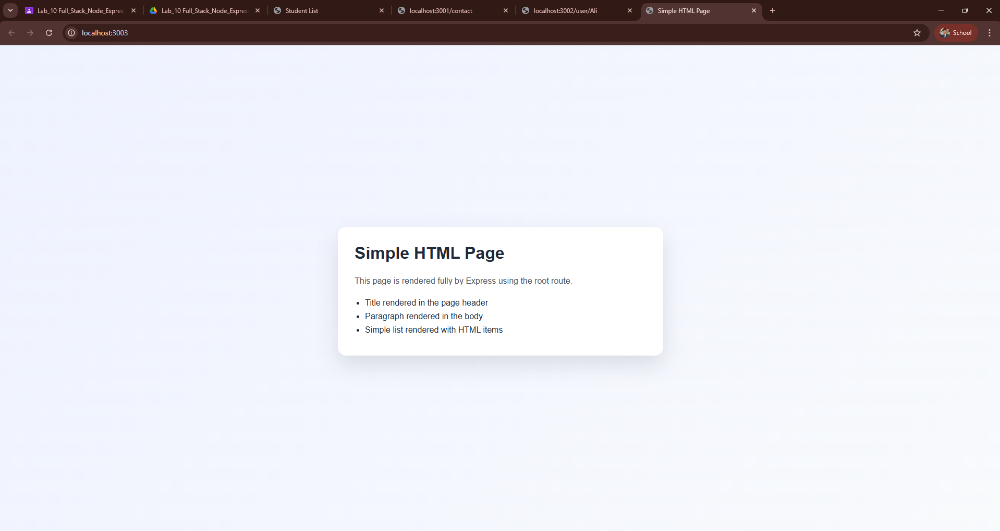 Lab_10 Full_Stack_Node_Expres
Lab_10 Full_Stack_Node_Expres
Student List
localhost:3001/contact
localhost:3002/user/Ali
Simple HTML Page
localhost:3003
School
Simple HTML Page
This page is rendered fully by Express using the root route.
Title rendered in the page header
Paragraph rendered in the body
Simple list rendered with HTML items